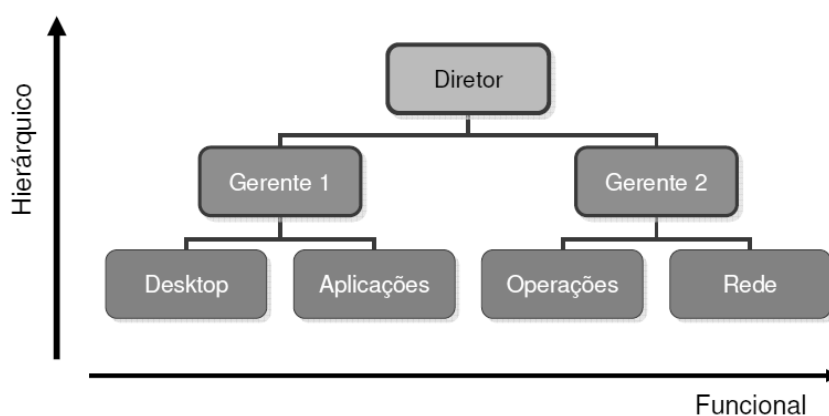 Hierárquico
Diretor
Gerente 1
Gerente 2
Desktop
Aplicações
Operações
Rede
Funcional